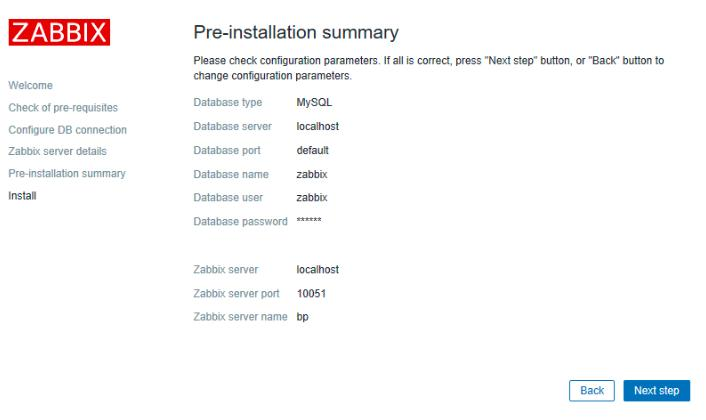 ZABBIX
Pre-installation summary
Please check configuration parameters. If all is correct, press "Next step" button, or "Back" button to
change configuration parameters.
Welcome
Check of pre-requisites
Configure DB connection
Zabbix server details
Pre-installation summary
Install
Database type MySQL
Database server localhost
Database port default
Database name zabbix
Database user zabbix
Database password ******
Zabbix server localhost
Zabbix server port 10051
Zabbix server name bp
Back Next step